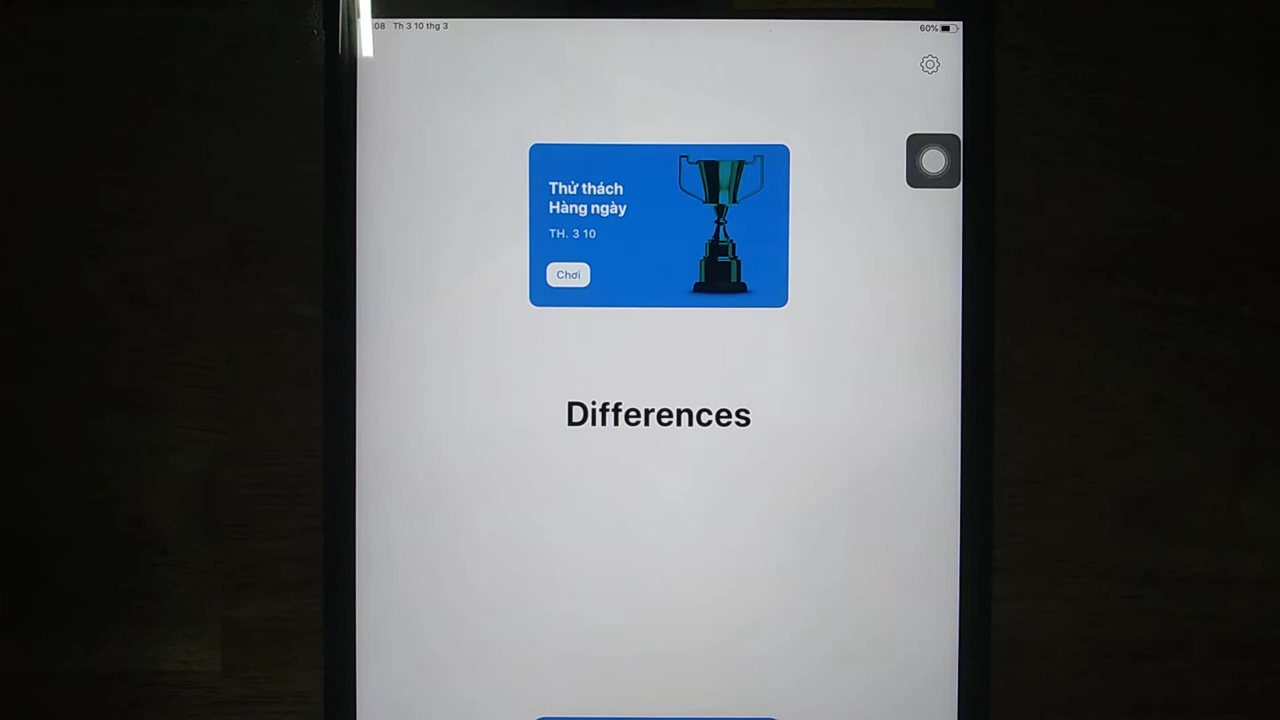 :08 Th 3 10 thg 3
60%
Thử thách
Hàng ngày
TH. 3 10
Chơi
Differences